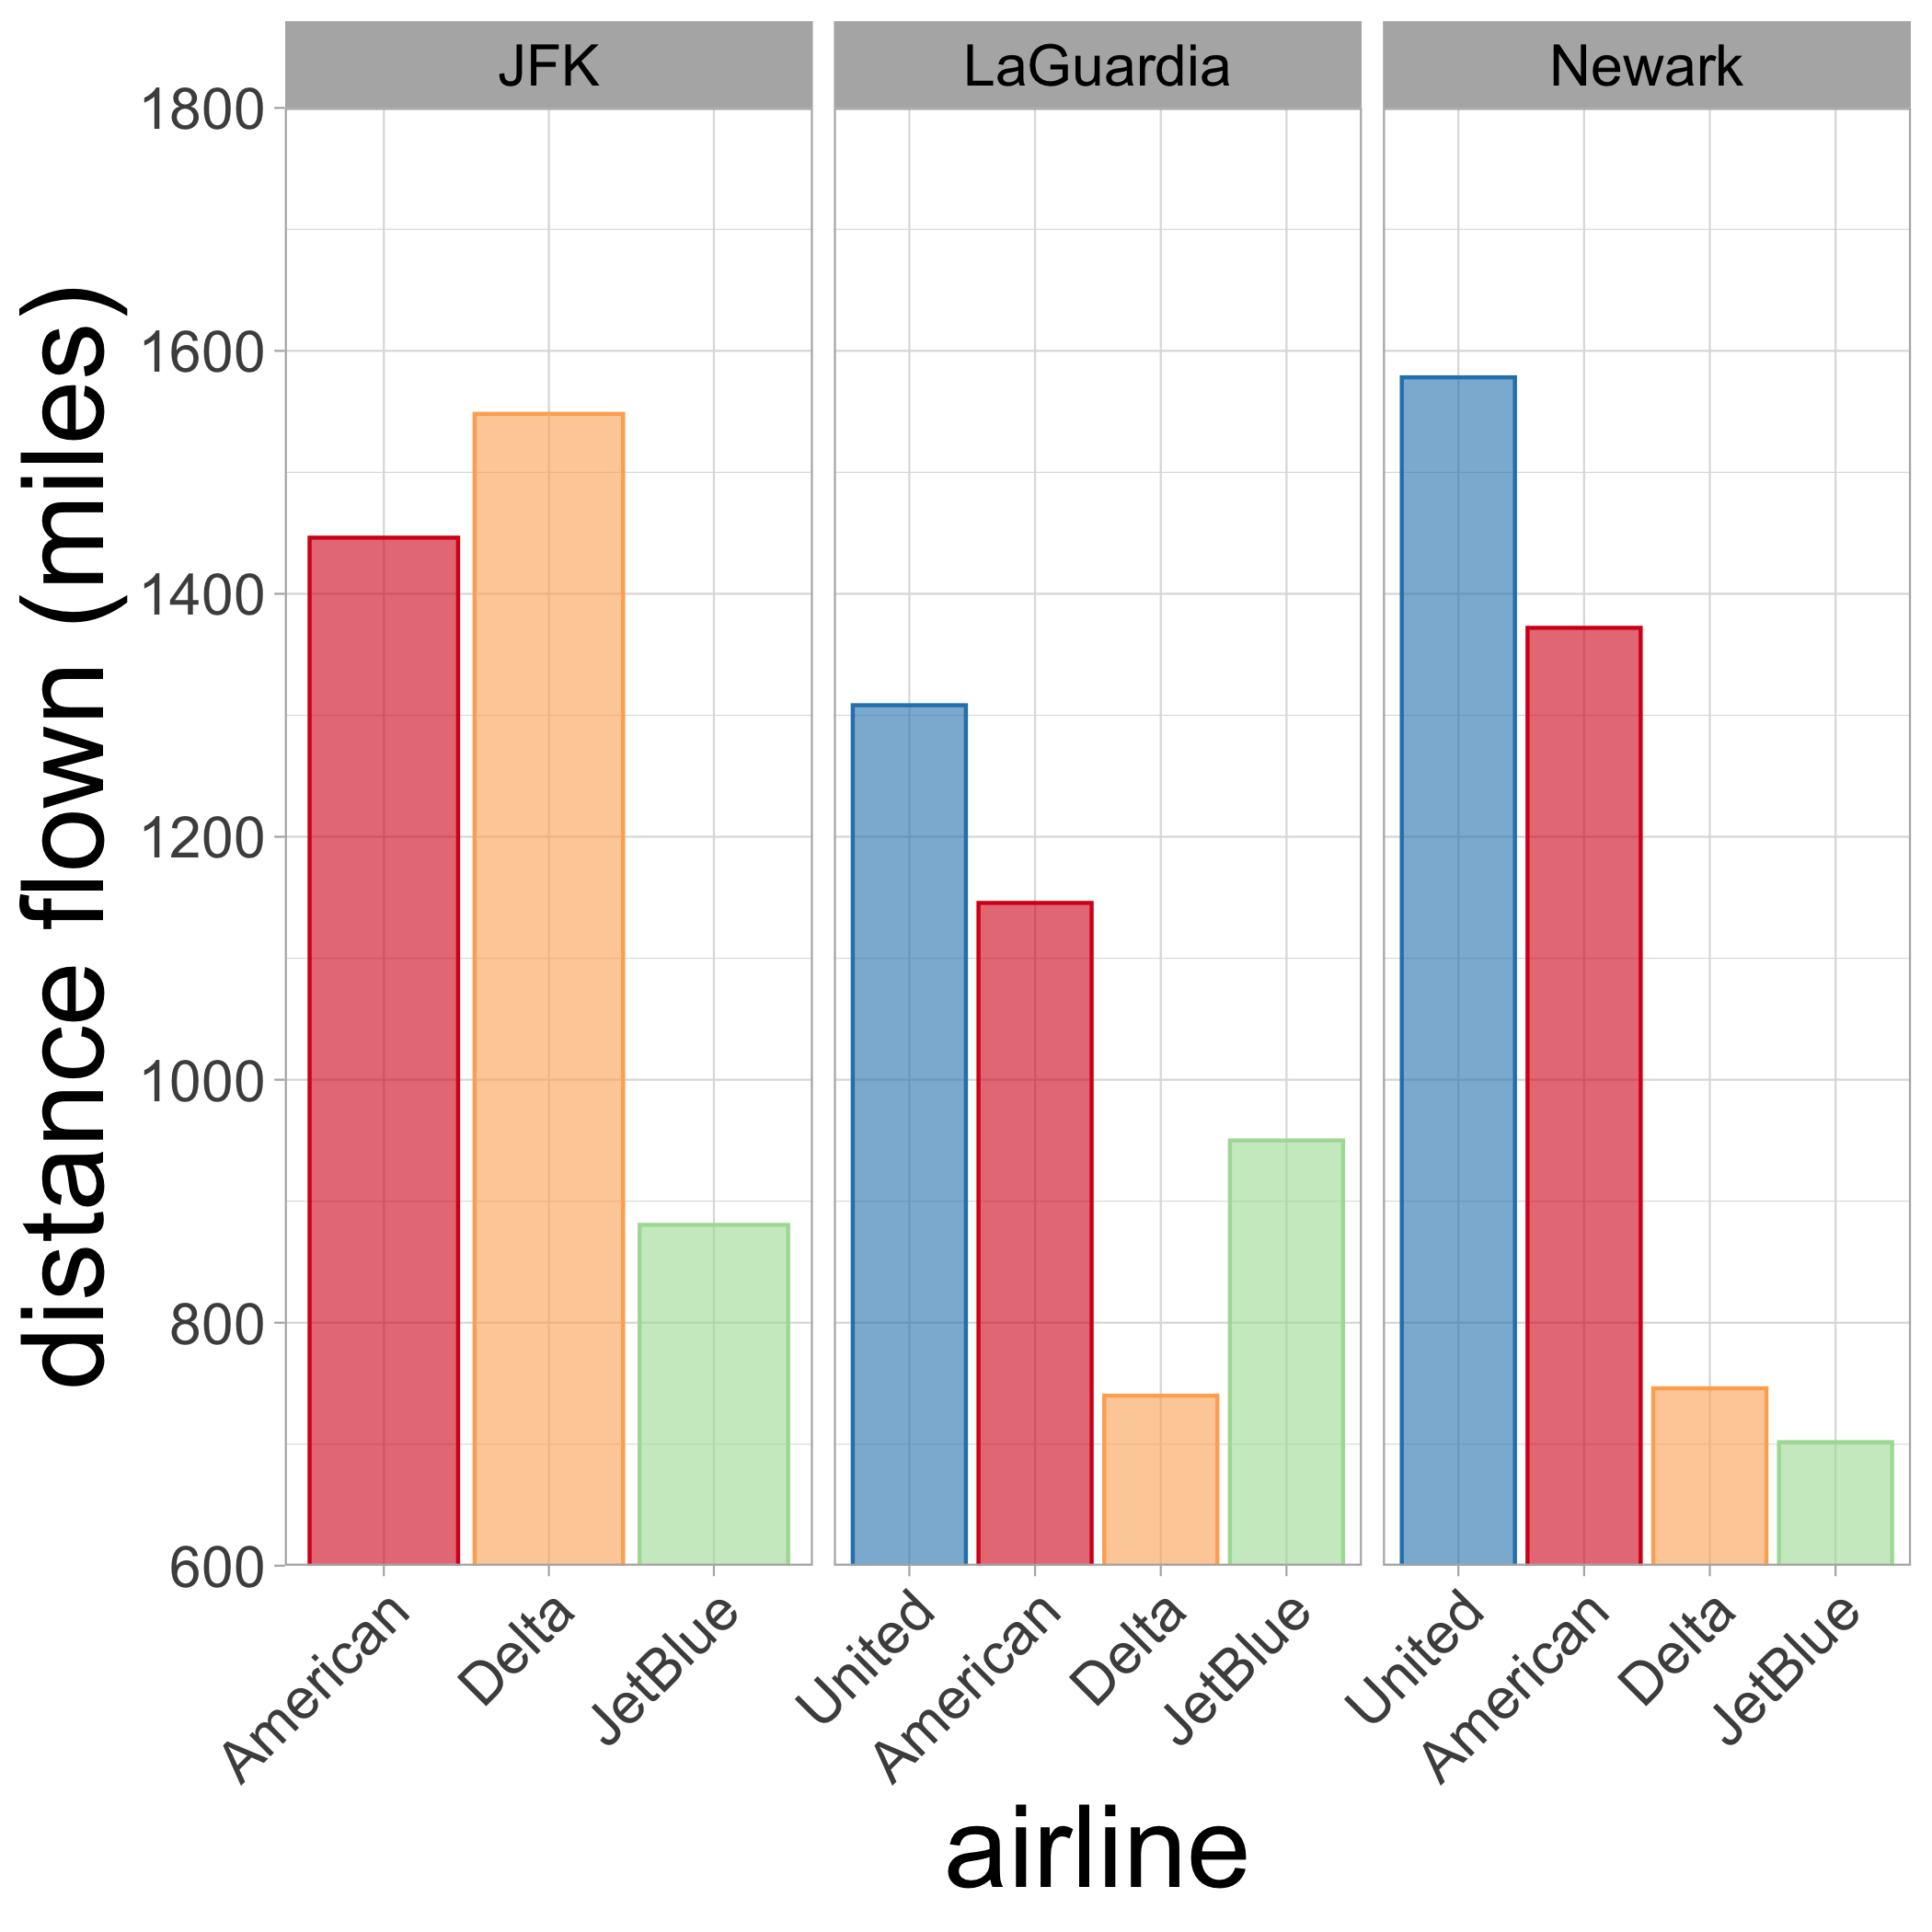 JFK
LaGuardia
Newark
distance flown (miles)
1800
1600
1400
1200
1000
800
600
American
Delta
JetBlue
United
American
Delta
JetBlue
United
American
Delta
JetBlue
airline